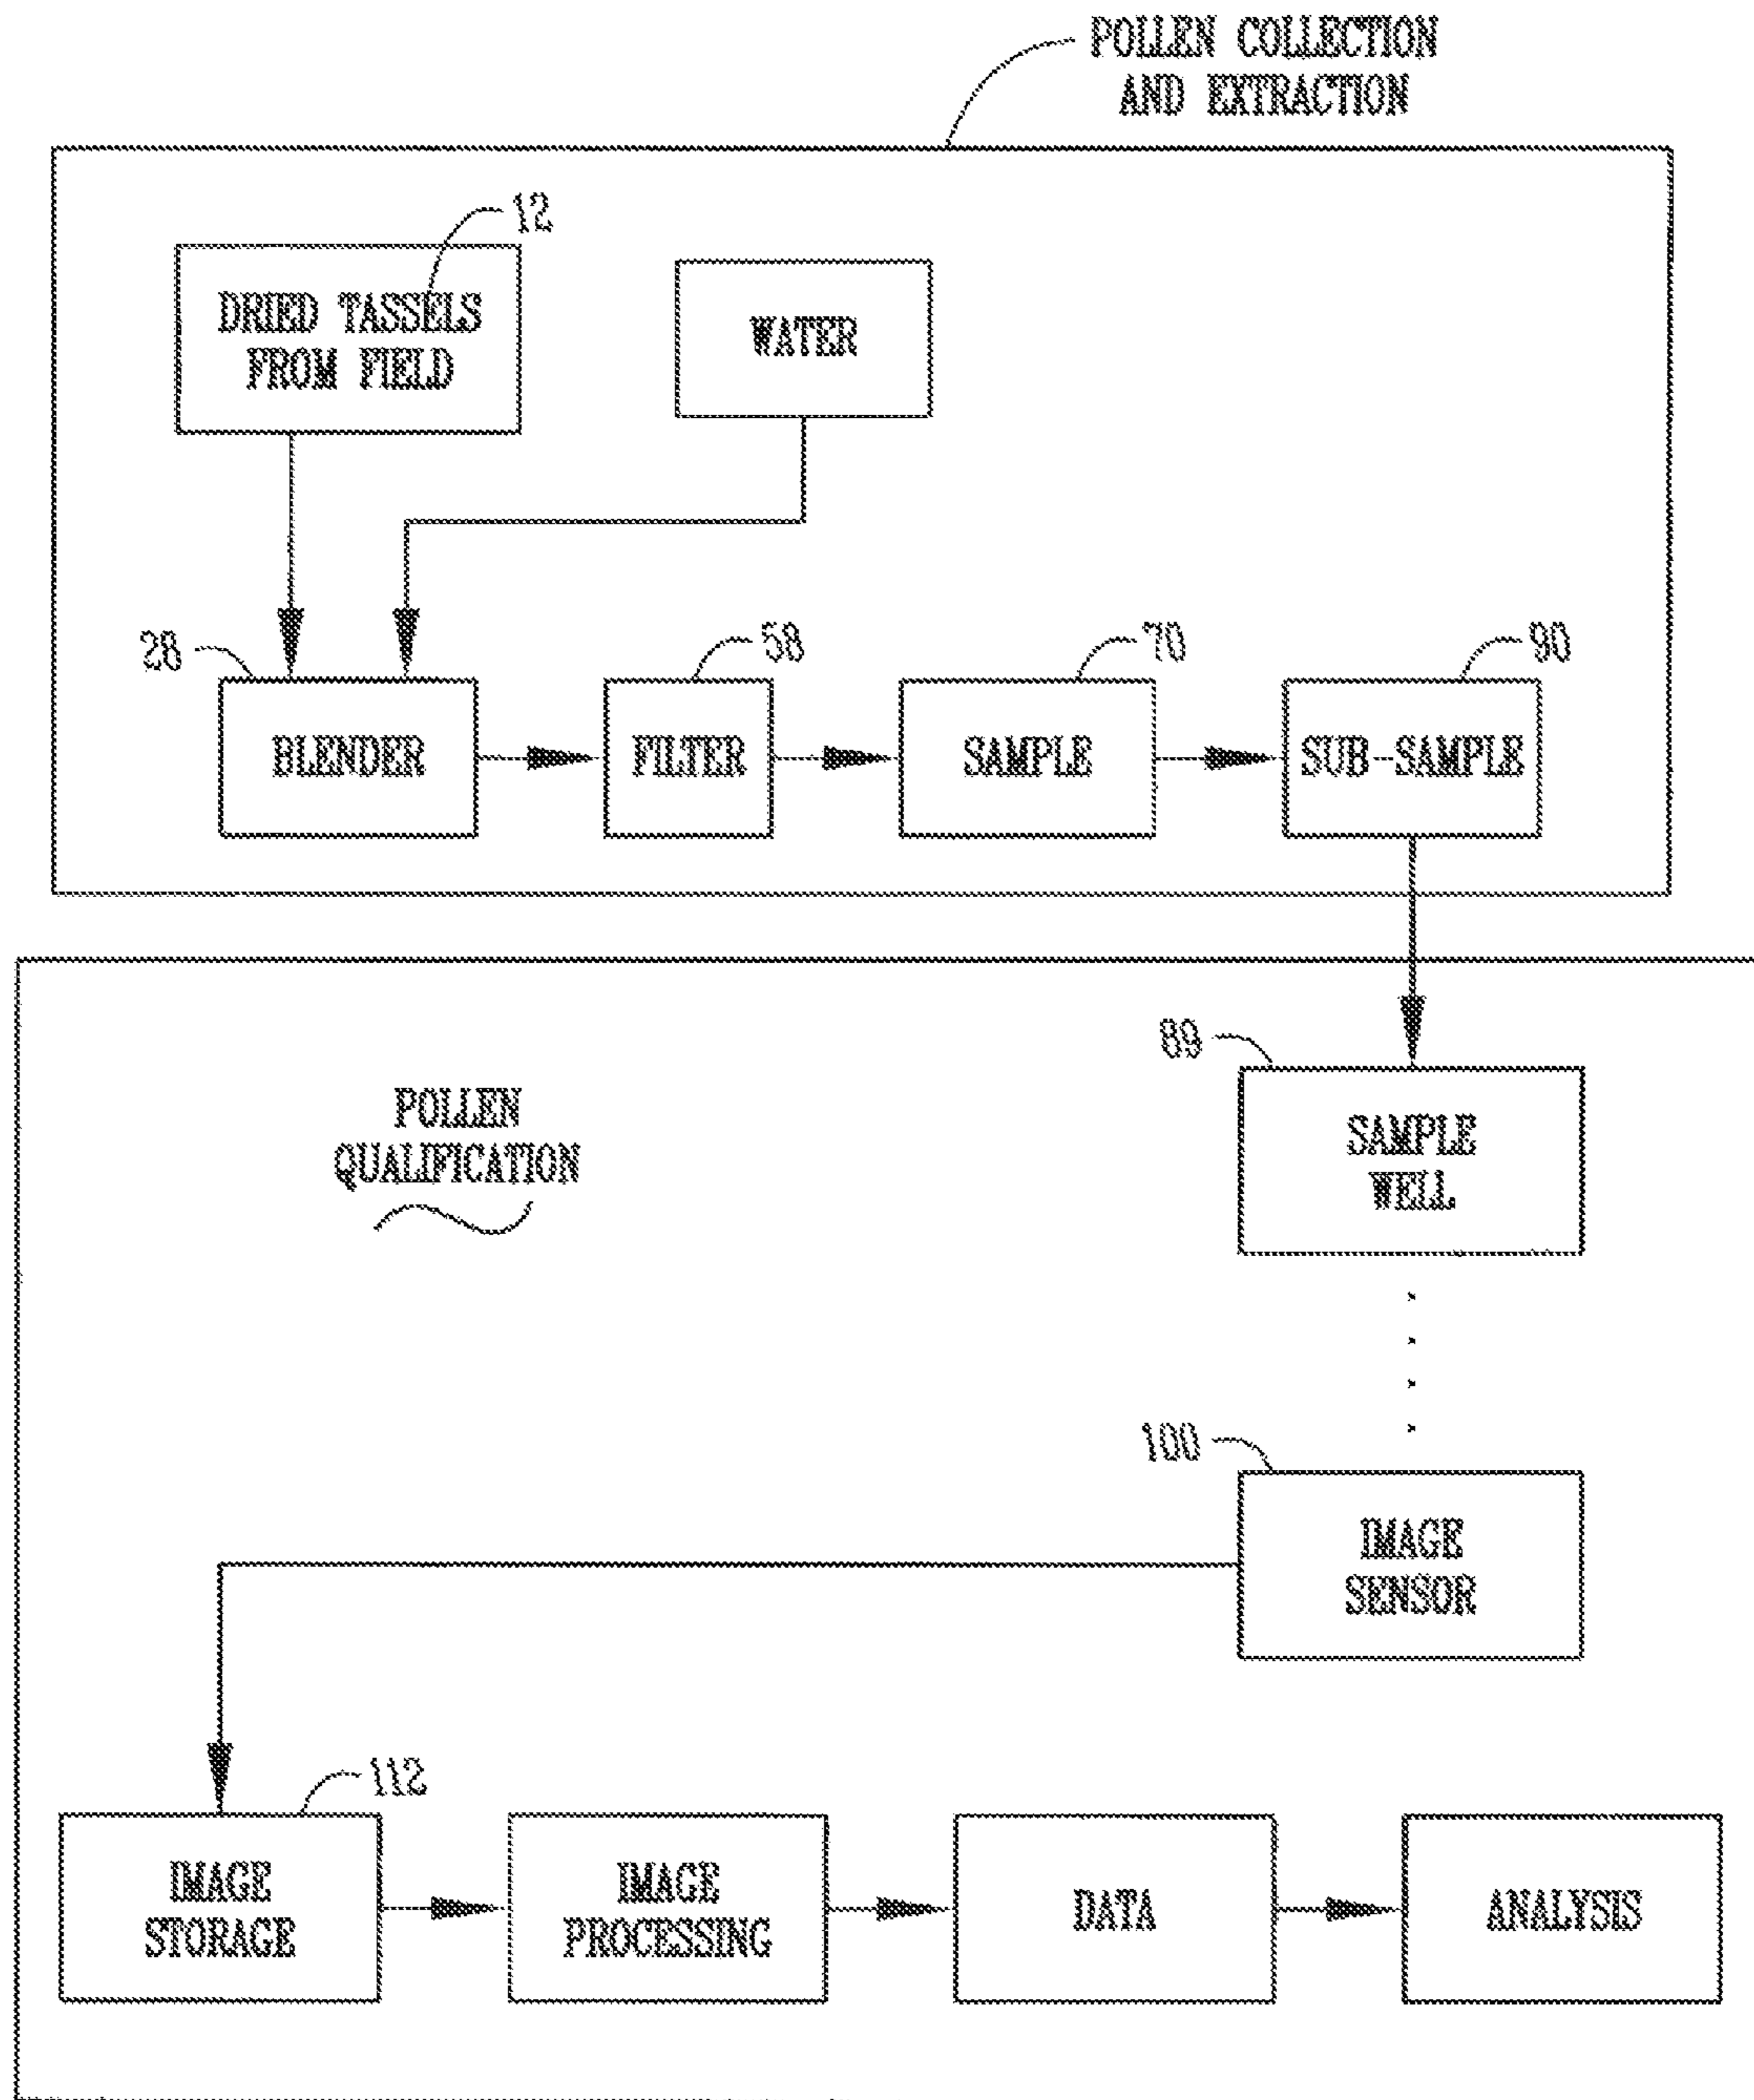 POLLEN COLLECTION
AND EXTRACTION
12
DRIED TASSELS
FROM FIELD
WATER
28
58
70
90
BLENDER
FILTER
SAMPLE
SUB-SAMPLE
89
POLLEN
QUALIFICATION
SAMPLE
WELL
100
IMAGE
SENSOR
112
IMAGE
STORAGE
IMAGE
PROCESSING
DATA
ANALYSIS